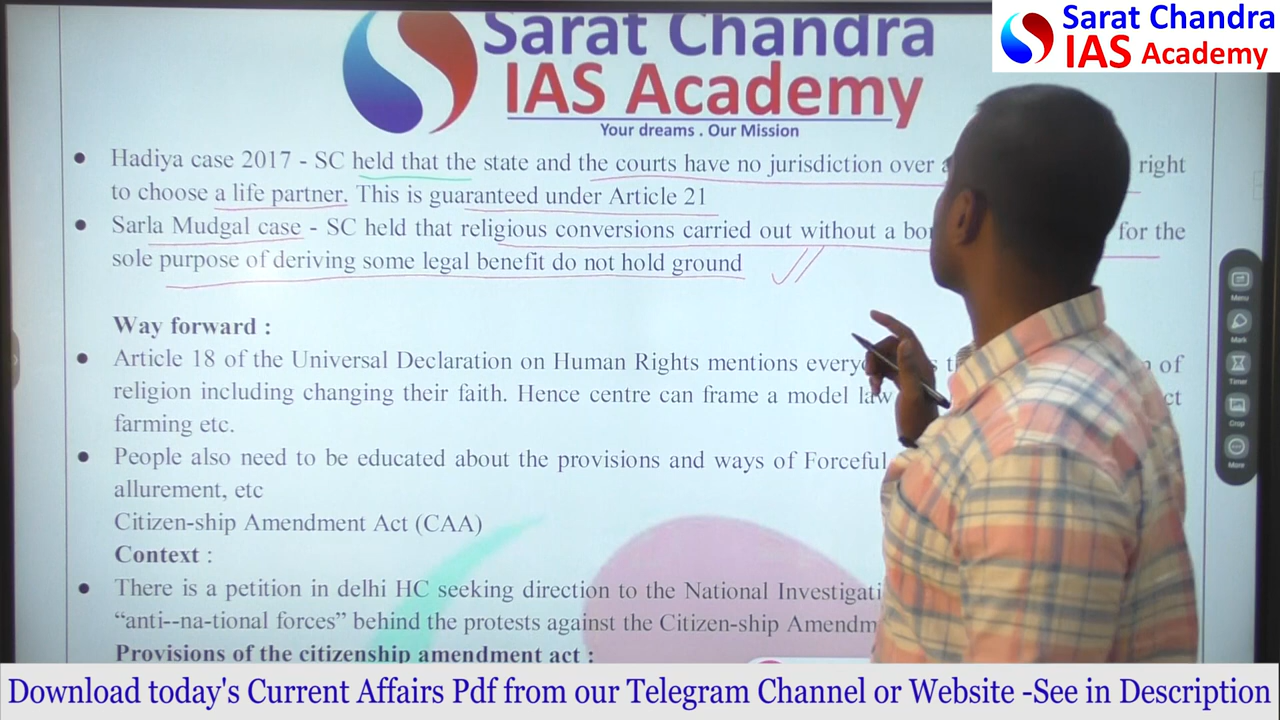 Sarat Chandra
IAS Academy
Sarat Chandra
IAS Academy
Your dreams . Our Mission
Hadiya case 2017 - SC held that the state and the courts have no jurisdiction over right
to choose a life partner. This is guaranteed under Article 21
Sarla Mudgal case - SC held that religious conversions carried out without a for the
sole purpose of deriving some legal benefit do not hold ground
Way forward :
Article 18 of the Universal Declaration on Human Rights mentions of
religion including changing their faith. Hence centre can frame a model law
farming etc.
People also need to be educated about the provisions and ways of Forceful
allurement, etc
Citizen-ship Amendment Act (CAA)
Context :
There is a petition in delhi HC seeking direction to the National
“anti--na-tional forces” behind the protests against the Citizen-ship
Provisions of the citizenship amendment act :
Menu
Mark
Timer
Crop
More
Download today's Current Affairs Pdf from our Telegram Channel or Website -See in Description